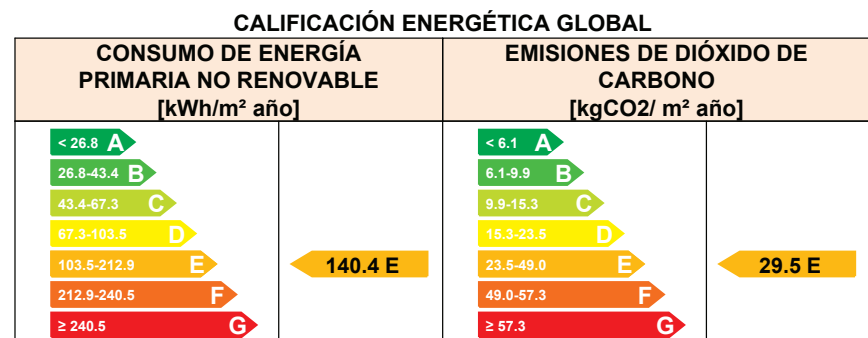 CALIFICACIÓN ENERGÉTICA GLOBAL
CONSUMO DE ENERGÍA
PRIMARIA NO RENOVABLE
[kWh/m² año]
EMISIONES DE DIÓXIDO DE
CARBONO
[kgCO2/ m² año]
< 26.8 A
26.8-43.4 B
43.4-67.3 C
67.3-103.5 D
103.5-212.9 E
212.9-240.5 F
≥ 240.5 G
140.4 E
< 6.1 A
6.1-9.9 B
9.9-15.3 C
15.3-23.5 D
23.5-49.0 E
49.0-57.3 F
≥ 57.3 G
29.5 E